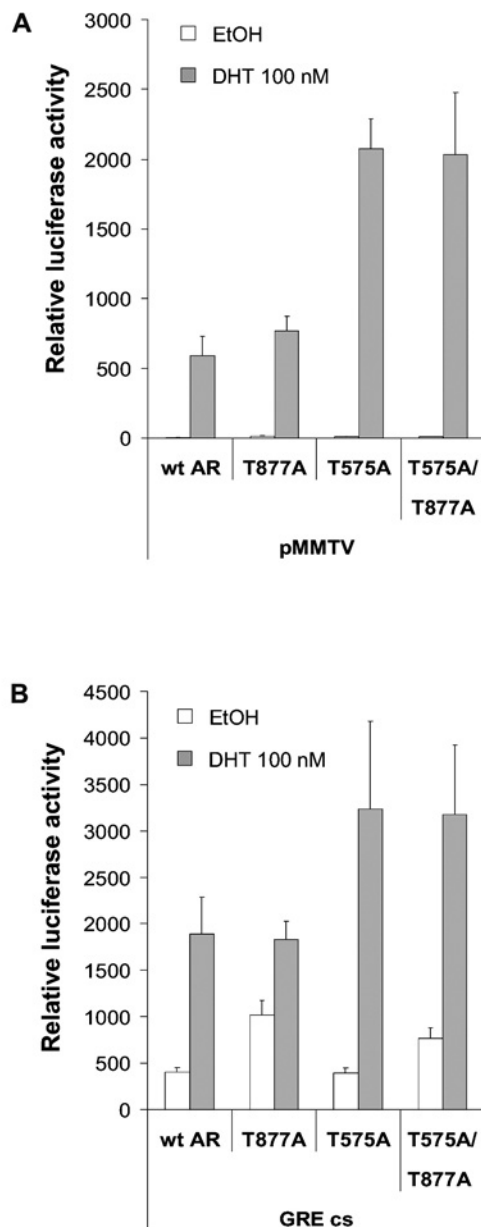 A
Relative luciferase activity
3000
2500
2000
1500
1000
500
0
EtOH
DHT 100 nM
wt AR
T877A
T575A
T575A/
T877A
pMMTV
B
Relative luciferase activity
4500
4000
3500
3000
2500
2000
1500
1000
500
0
EtOH
DHT 100 nM
wt AR
T877A
T575A
T575A/
T877A
GRE cs